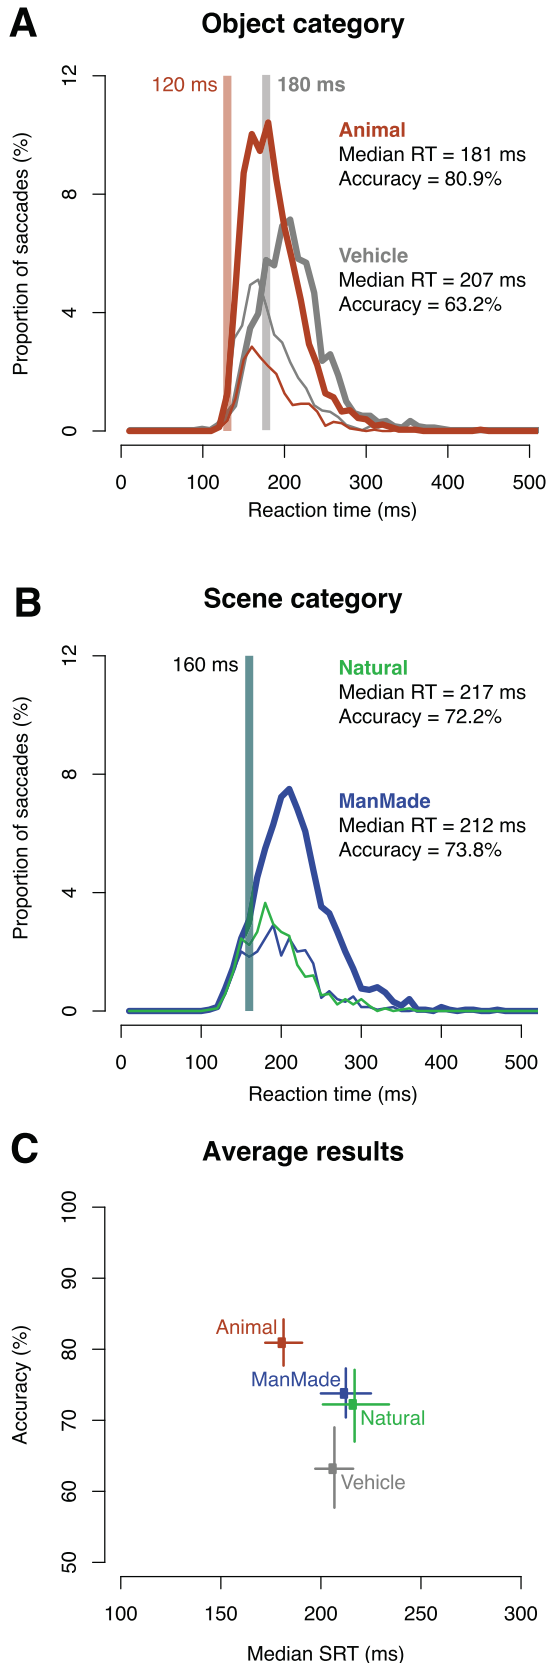 A
Object category
12
8
4
0
Proportion of saccades (%)
120 ms
180 ms
Animal
Median RT = 181 ms
Accuracy = 80.9%
Vehicle
Median RT = 207 ms
Accuracy = 63.2%
0 100 200 300 400 500
Reaction time (ms)
B
Scene category
12
8
4
0
Proportion of saccades (%)
160 ms
Natural
Median RT = 217 ms
Accuracy = 72.2%
ManMade
Median RT = 212 ms
Accuracy = 73.8%
0 100 200 300 400 500
Reaction time (ms)
C
Average results
100
90
80
70
60
50
Accuracy (%)
Animal
ManMade
Natural
Vehicle
100 150 200 250 300
Median SRT (ms)